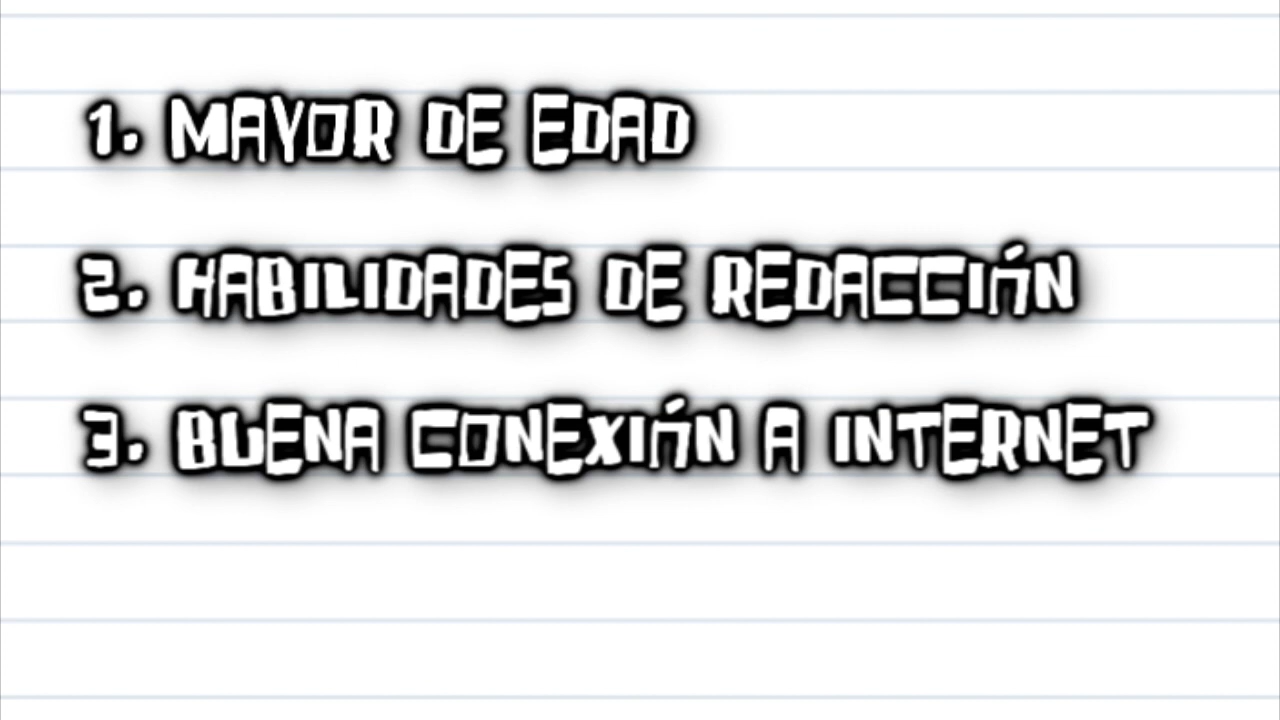 1. MAYOR DE EDAD
2. HABILIDADES DE REDACCIÓN
3. BUENA CONEXIÓN A INTERNET